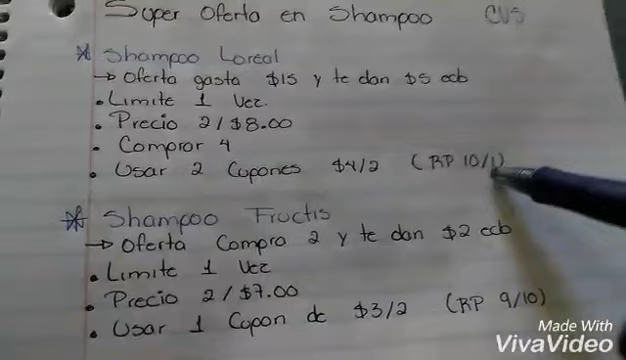 Super Oferta en Shampoo CVS
* Shampoo Loreal
→ Oferta gasta $15 y te dan $5 ecb
• Limite 1 Vez.
• Precio 2/$8.00
• Comprar 4
• Usar 2 Cupones $4/2 (RP 10/1)
* Shampoo Fructis
→ Oferta Compra 2 y te dan $2 ecb
• Limite 1 Vez
• Precio 2/$7.00
• Usar 1 Cupon de $3/2 (RP 9/10)
Made With
VivaVideo